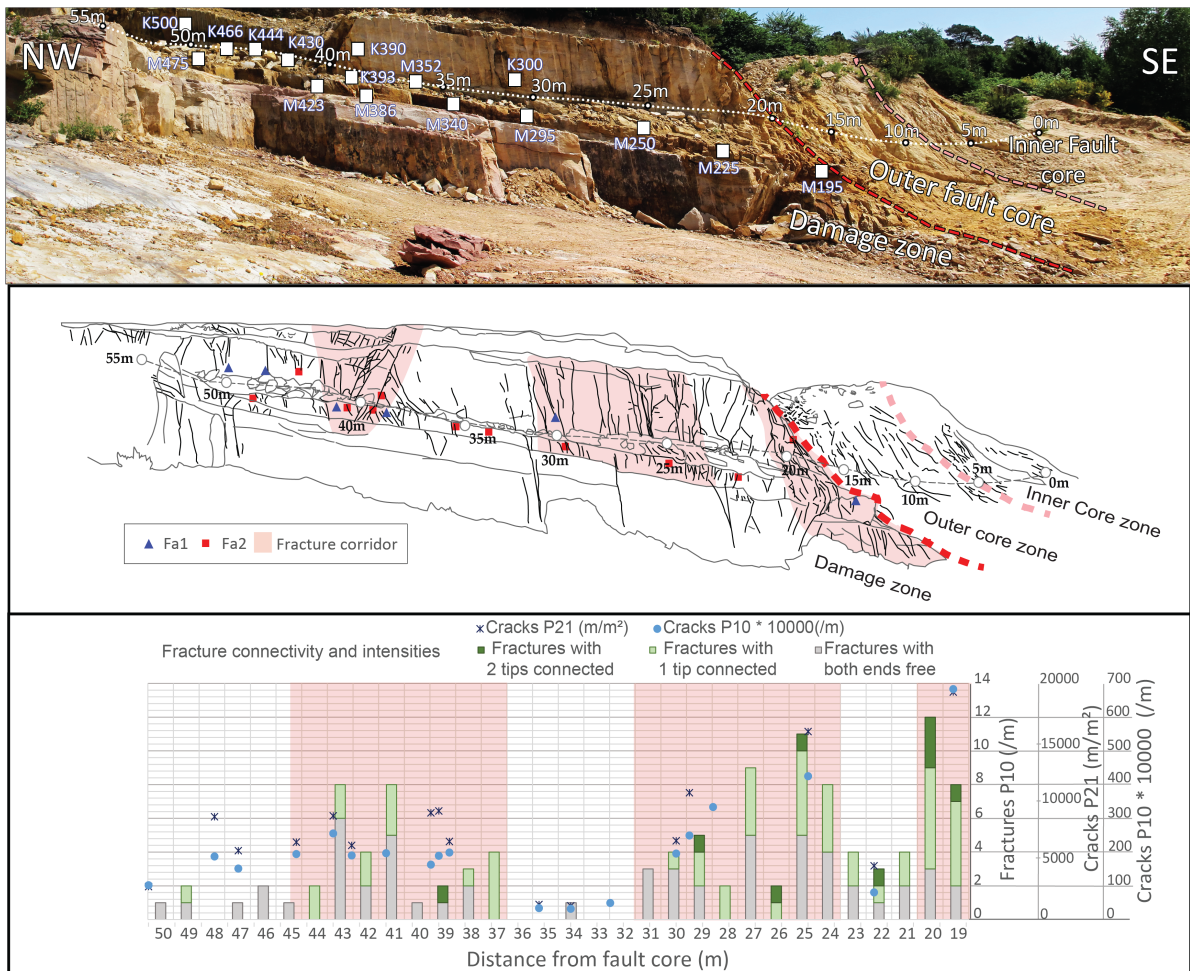 55m
K500
K466
K444
K430
K390
NW
50m
40m
M475
K393
M352
K300
SE
M423
M386
35m
30m
25m
M340
M295
M250
20m
15m
10m
5m
0m
M225
M195
Inner Fault
core
Outer fault core
Damage zone
55m
50m
40m
35m
30m
25m
20m
15m
10m
5m
0m
Inner Core zone
Outer core zone
Damage zone
Fa1
Fa2
Fracture corridor
Fracture connectivity and intensities
Cracks P21 (m/m²)
Cracks P10 * 10000(/m)
Fractures with
2 tips connected
Fractures with
1 tip connected
Fractures with
both ends free
14
12
10
8
6
4
2
0
Fractures P10 (/m)
20000
15000
10000
5000
0
Cracks P21 (m/m²)
700
600
500
400
300
200
100
0
Cracks P10 * 10000 (/m)
50 49 48 47 46 45 44 43 42 41 40 39 38 37 36 35 34 33 32 31 30 29 28 27 26 25 24 23 22 21 20 19
Distance from fault core (m)